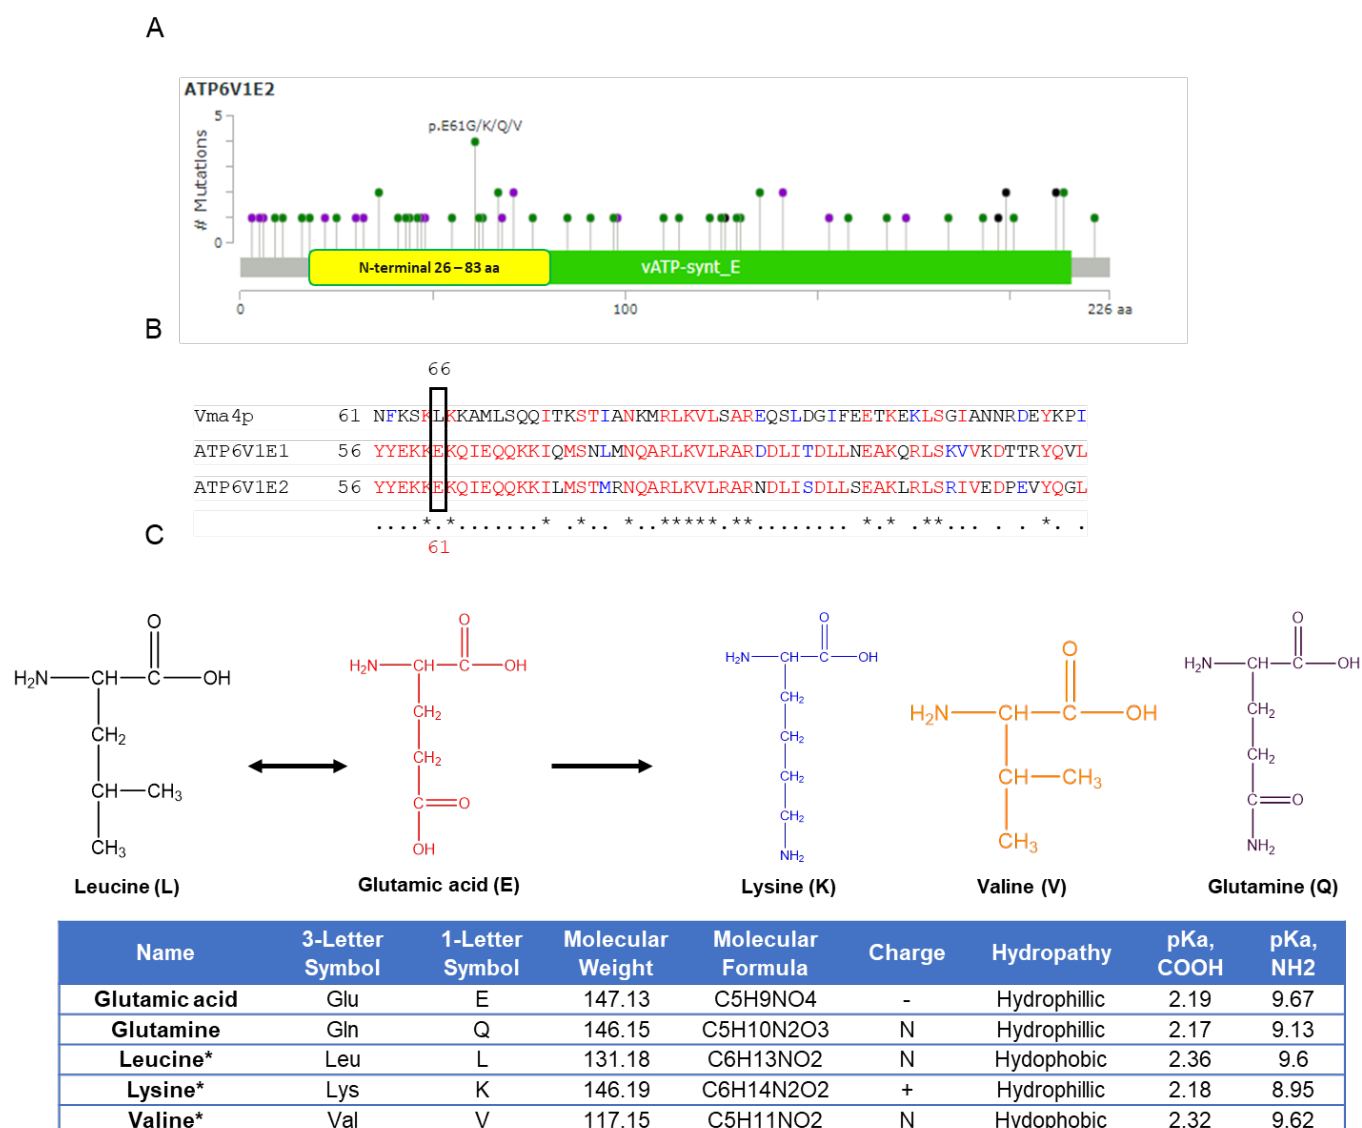 A
ATP6V1E2
5
p.E61G/K/Q/V
# Mutations
0
N-terminal 26 – 83 aa
vATP-synt_E
0
100
226 aa
B
66
Vma4p 61 NFKSKLKKAMLSQQITKSTIANKMRLKVLSAREQSLDGIFEETKEKLSGIANNRDEYKPI
ATP6V1E1 56 YYEKKEKQIEQQKKIQMSNLMNQARLKVLRARDDLITDLLNEAKQRLSKVVKDTTRYQVL
ATP6V1E2 56 YYEKKEKQIEQQKKILMSTMRNQARLKVLRARNDLISDLLSEAKLRLSRIVEDPEVYQGL
....*.*.......* .*.. *..*****.**........*.* .**... . . *. .
C
61
O
H2N CH C OH
CH2
CH CH3
CH3
Leucine (L)
O
H2N CH C OH
CH2
CH2
C O
OH
Glutamic acid (E)
O
H2N CH C OH
CH2
CH2
CH2
CH2
NH2
Lysine (K)
O
H2N CH C OH
CH CH3
CH3
Valine (V)
O
H2N CH C OH
CH2
CH2
C O
NH2
Glutamine (Q)
Name 3-Letter Symbol 1-Letter Symbol Molecular Weight Molecular Formula Charge Hydropathy pKa, COOH pKa, NH2
Glutamic acid Glu E 147.13 C5H9NO4 - Hydrophillic 2.19 9.67
Glutamine Gln Q 146.15 C5H10N2O3 N Hydrophillic 2.17 9.13
Leucine* Leu L 131.18 C6H13NO2 N Hydophobic 2.36 9.6
Lysine* Lys K 146.19 C6H14N2O2 + Hydrophillic 2.18 8.95
Valine* Val V 117.15 C5H11NO2 N Hydophobic 2.32 9.62